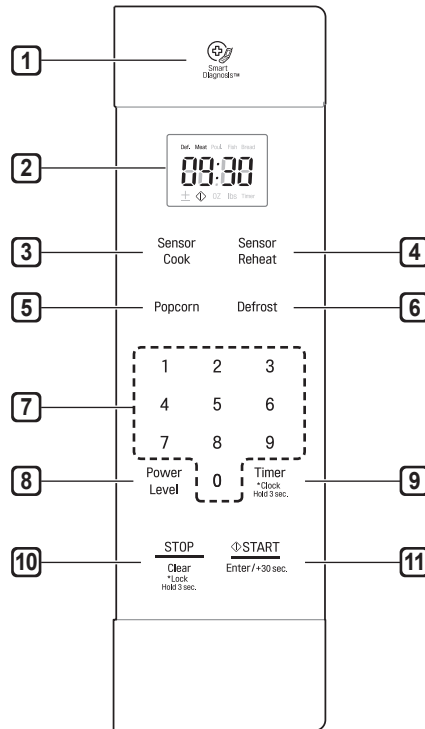 1
Smart
Diagnosis™
2
Def. Meat Poul. Fish Bread
09:30
oz lbs Timer
3
Sensor
Cook
Sensor
Reheat
4
5
Popcorn
Defrost
6
1 2 3
7
4 5 6
7 8 9
8
Power
Level
0
Timer
*Clock
Hold 3 sec.
9
10
STOP
Clear
*Lock
Hold 3 sec.
START
Enter/+30 sec.
11